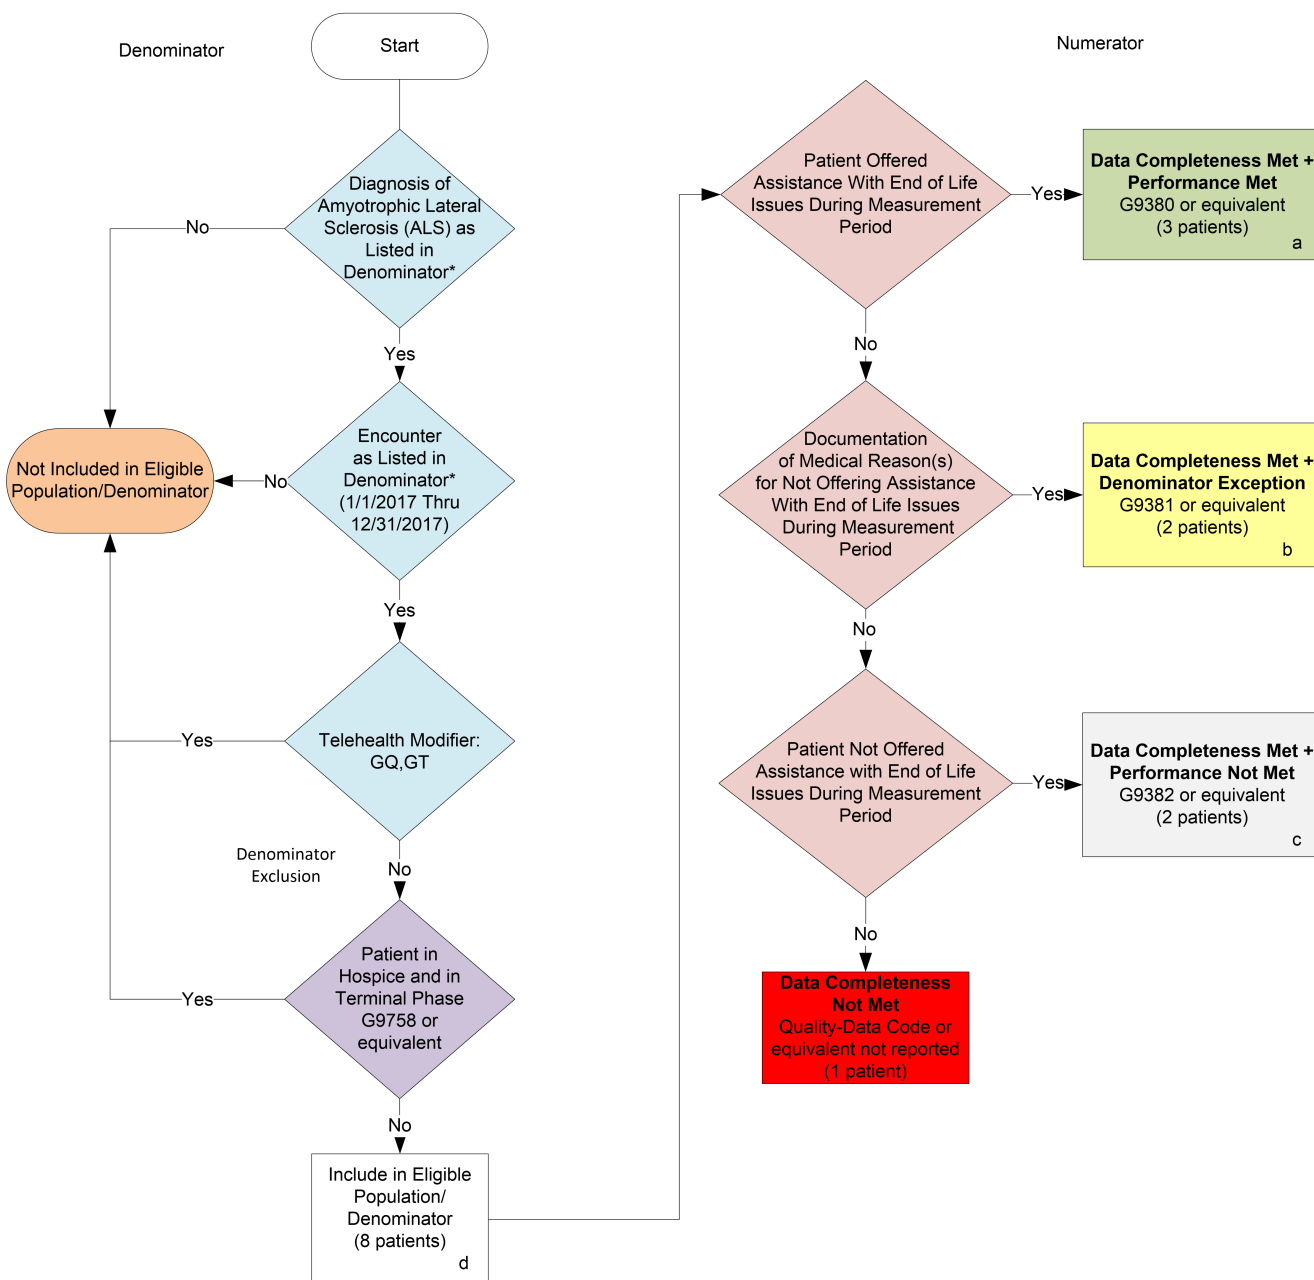 Denominator
Start
Numerator
Diagnosis of
Amyotrophic Lateral
Sclerosis (ALS) as
Listed in
Denominator*
No
Yes
Encounter
as Listed in
Denominator*
(1/1/2017 Thru
12/31/2017)
No
Not Included in Eligible
Population/Denominator
Yes
Telehealth Modifier:
GQ,GT
Yes
No
Denominator
Exclusion
Patient in
Hospice and in
Terminal Phase
G9758 or
equivalent
Yes
No
Include in Eligible
Population/
Denominator
(8 patients)
d
Patient Offered
Assistance With End of Life
Issues During Measurement
Period
Yes
Data Completeness Met +
Performance Met
G9380 or equivalent
(3 patients)
a
No
Documentation
of Medical Reason(s)
for Not Offering Assistance
With End of Life Issues
During Measurement
Period
Yes
Data Completeness Met +
Denominator Exception
G9381 or equivalent
(2 patients)
b
No
Patient Not Offered
Assistance with End of Life
Issues During Measurement
Period
Yes
Data Completeness Met +
Performance Not Met
G9382 or equivalent
(2 patients)
c
No
Data Completeness
Not Met
Quality-Data Code or
equivalent not reported
(1 patient)